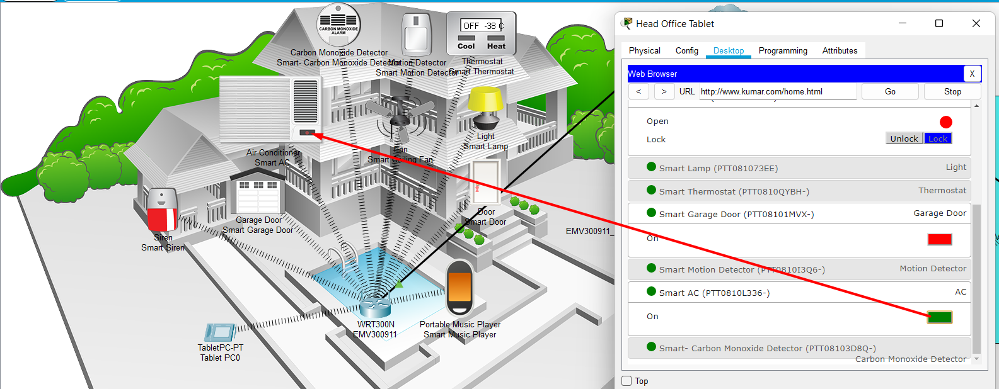 CARBON MONOXIDE
ALARM
OFF -38 C
Cool Heat
Carbon Monoxide Detector
Smart- Carbon Monoxide Detector
Motion Detector
Smart Motion Detector
Thermostat
Smart Thermostat
Air Conditioner
Smart AC
Fan
Smart Ceiling Fan
Light
Smart Lamp
Siren
Smart Siren
Garage Door
Smart Garage Door
Door
Smart Door
EMV300911_
WRT300N
EMV300911
Portable Music Player
Smart Music Player
TabletPC-PT
Tablet PC0
Head Office Tablet
Physical Config Desktop Programming Attributes
Web Browser X
< > URL http://www.kumar.com/home.html Go Stop
Open
Lock Unlock Lock
Smart Lamp (PTT081073EE) Light
Smart Thermostat (PTT0810QYBH-) Thermostat
Smart Garage Door (PTT08101MVX-) Garage Door
On
Smart Motion Detector (PTT0810I3Q6-) Motion Detector
Smart AC (PTT0810L336-) AC
On
Smart- Carbon Monoxide Detector (PTT08103D8Q-)
Carbon Monoxide Detector
Top